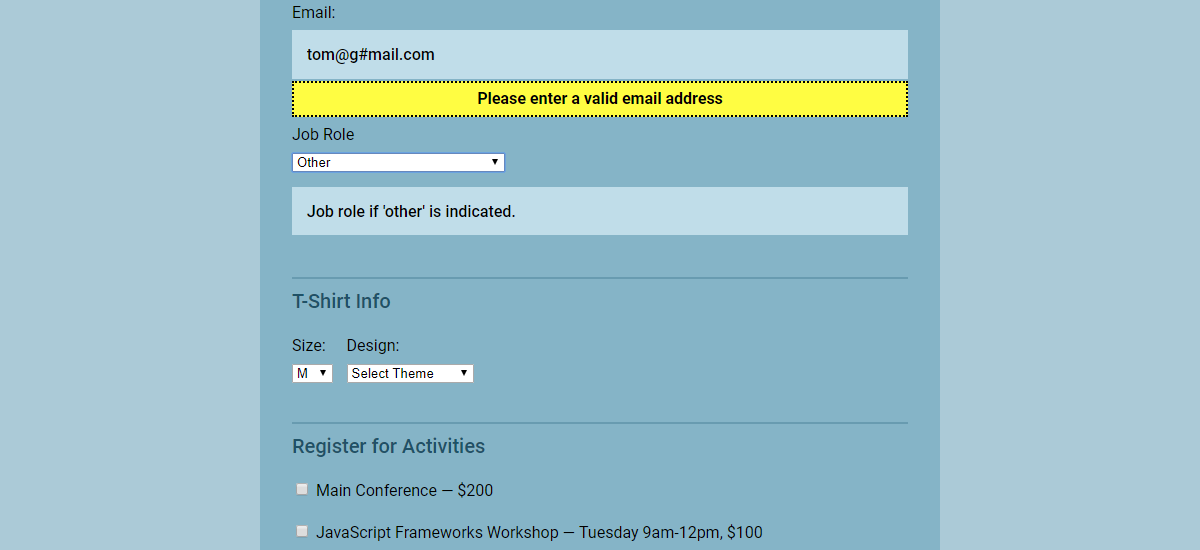 Email:
tom@g#mail.com
Please enter a valid email address
Job Role
Other
Job role if 'other' is indicated.
T-Shirt Info
Size: Design:
M Select Theme
Register for Activities
Main Conference — $200
JavaScript Frameworks Workshop — Tuesday 9am-12pm, $100